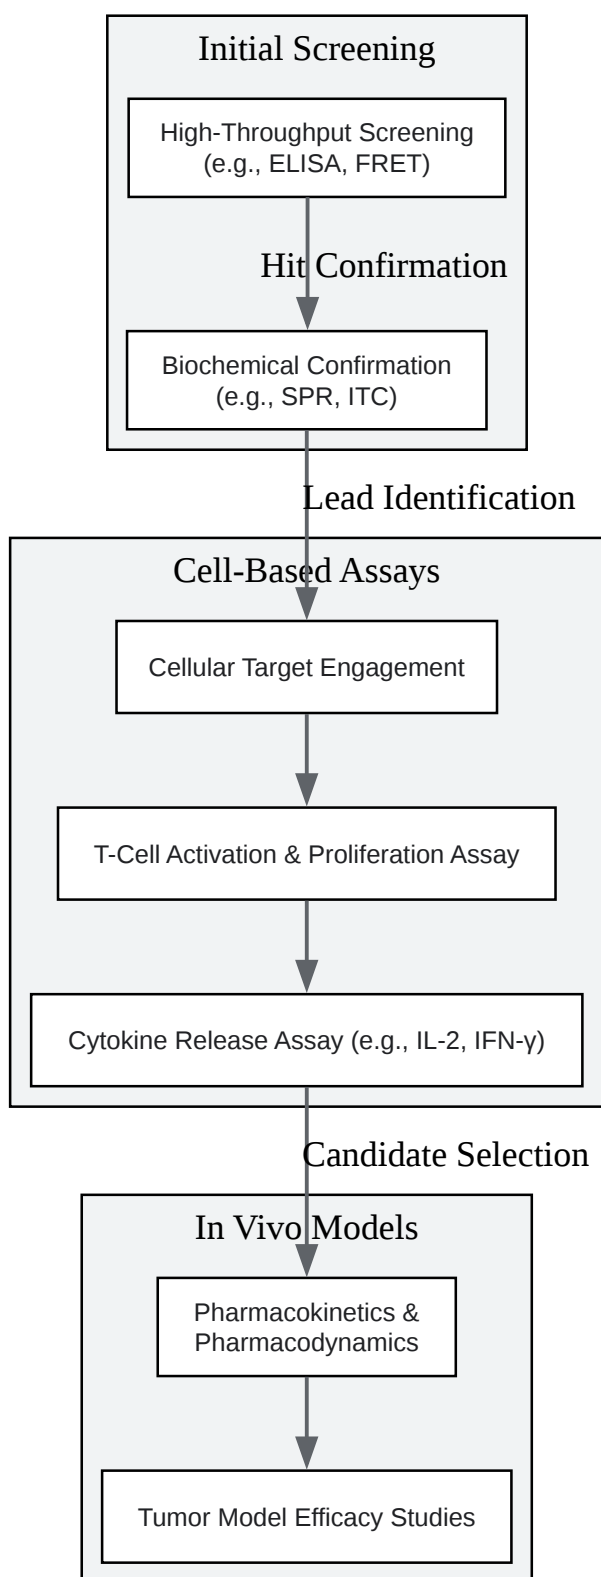 Initial Screening
High-Throughput Screening
(e.g., ELISA, FRET)
Hit Confirmation
Biochemical Confirmation
(e.g., SPR, ITC)
Lead Identification
Cell-Based Assays
Cellular Target Engagement
T-Cell Activation & Proliferation Assay
Cytokine Release Assay (e.g., IL-2, IFN-γ)
Candidate Selection
In Vivo Models
Pharmacokinetics &
Pharmacodynamics
Tumor Model Efficacy Studies